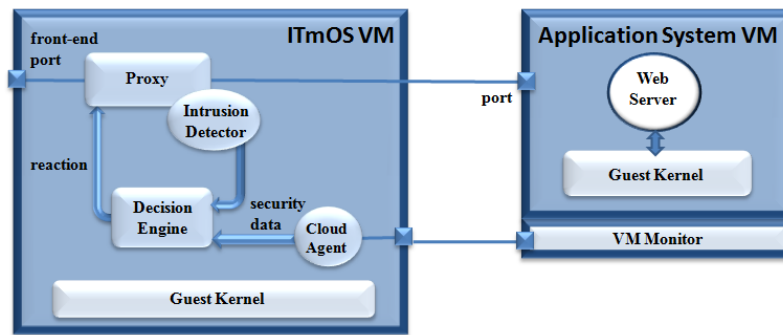 ITmOS VM
front-end
port
Proxy
Intrusion
Detector
reaction
Decision
Engine
security
data
Cloud
Agent
Guest Kernel
port
Application System VM
Web
Server
Guest Kernel
VM Monitor